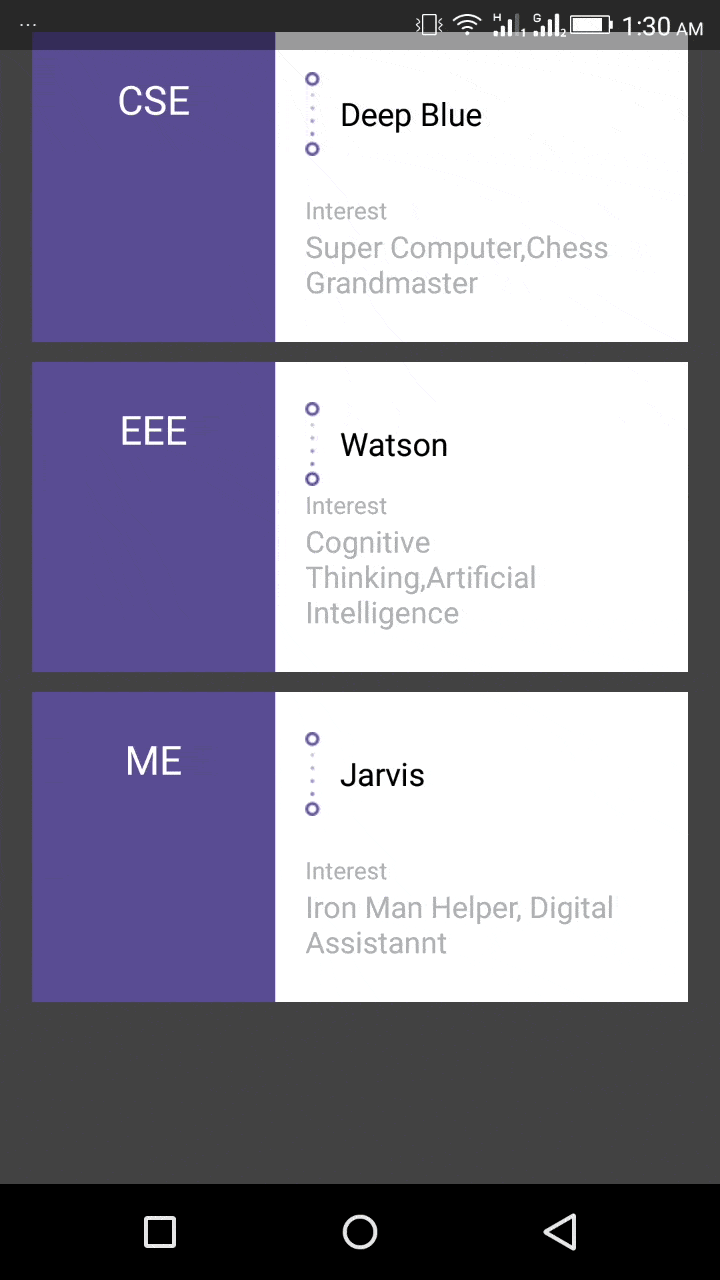 ...
H 1 G 2 1:30 AM
CSE
Deep Blue
Interest
Super Computer,Chess
Grandmaster
EEE
Watson
Interest
Cognitive
Thinking,Artificial
Intelligence
ME
Jarvis
Interest
Iron Man Helper, Digital
Assistannt